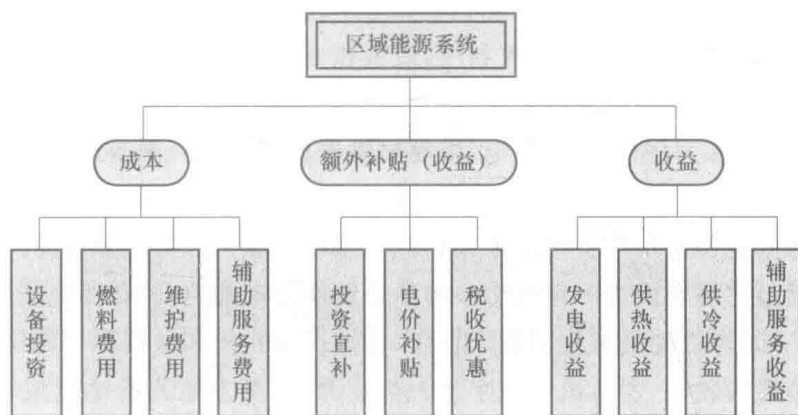 区域能源系统
成本
额外补贴（收益）
收益
设备投资
燃料费用
维护费用
辅助服务费用
投资直补
电价补贴
税收优惠
发电收益
供热收益
供冷收益
辅助服务收益